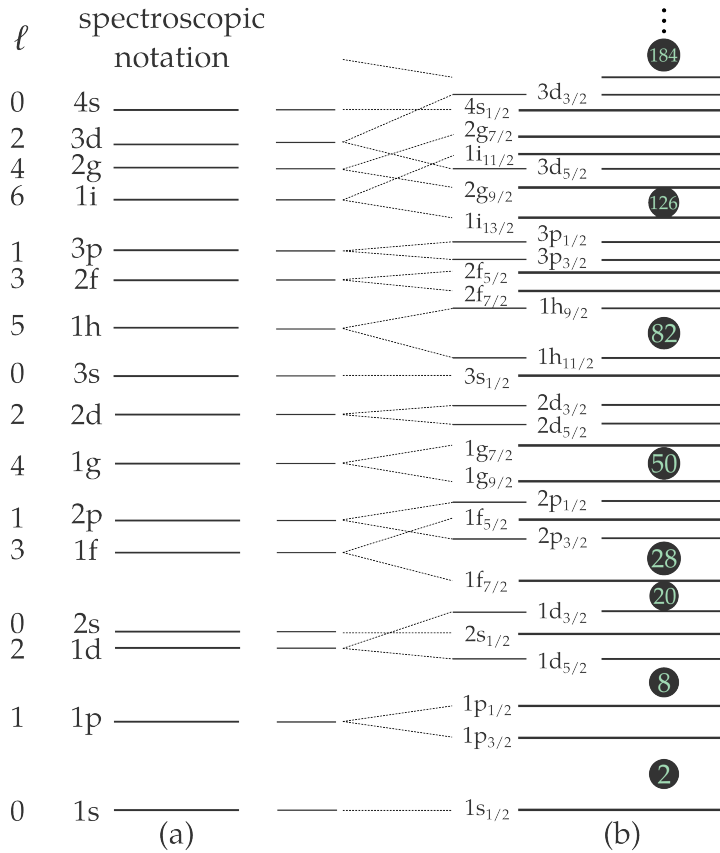 spectroscopic
ℓ notation
⋮
184
3d3/2
0 4s 4s1/2
2 3d 2g7/2
1i11/2
4 2g 3d5/2
6 1i 2g9/2 126
1i13/2
3p1/2
1 3p 3p3/2
3 2f 2f5/2
2f7/2
1h9/2
5 1h 82
1h11/2
0 3s 3s1/2
2d3/2
2 2d 2d5/2
1g7/2
4 1g 50
1g9/2
2p1/2
1 2p 1f5/2
2p3/2
3 1f 28
1f7/2
20
1d3/2
0 2s 2s1/2
2 1d 1d5/2
8
1p1/2
1 1p
1p3/2
2
0 1s 1s1/2
(a) (b)